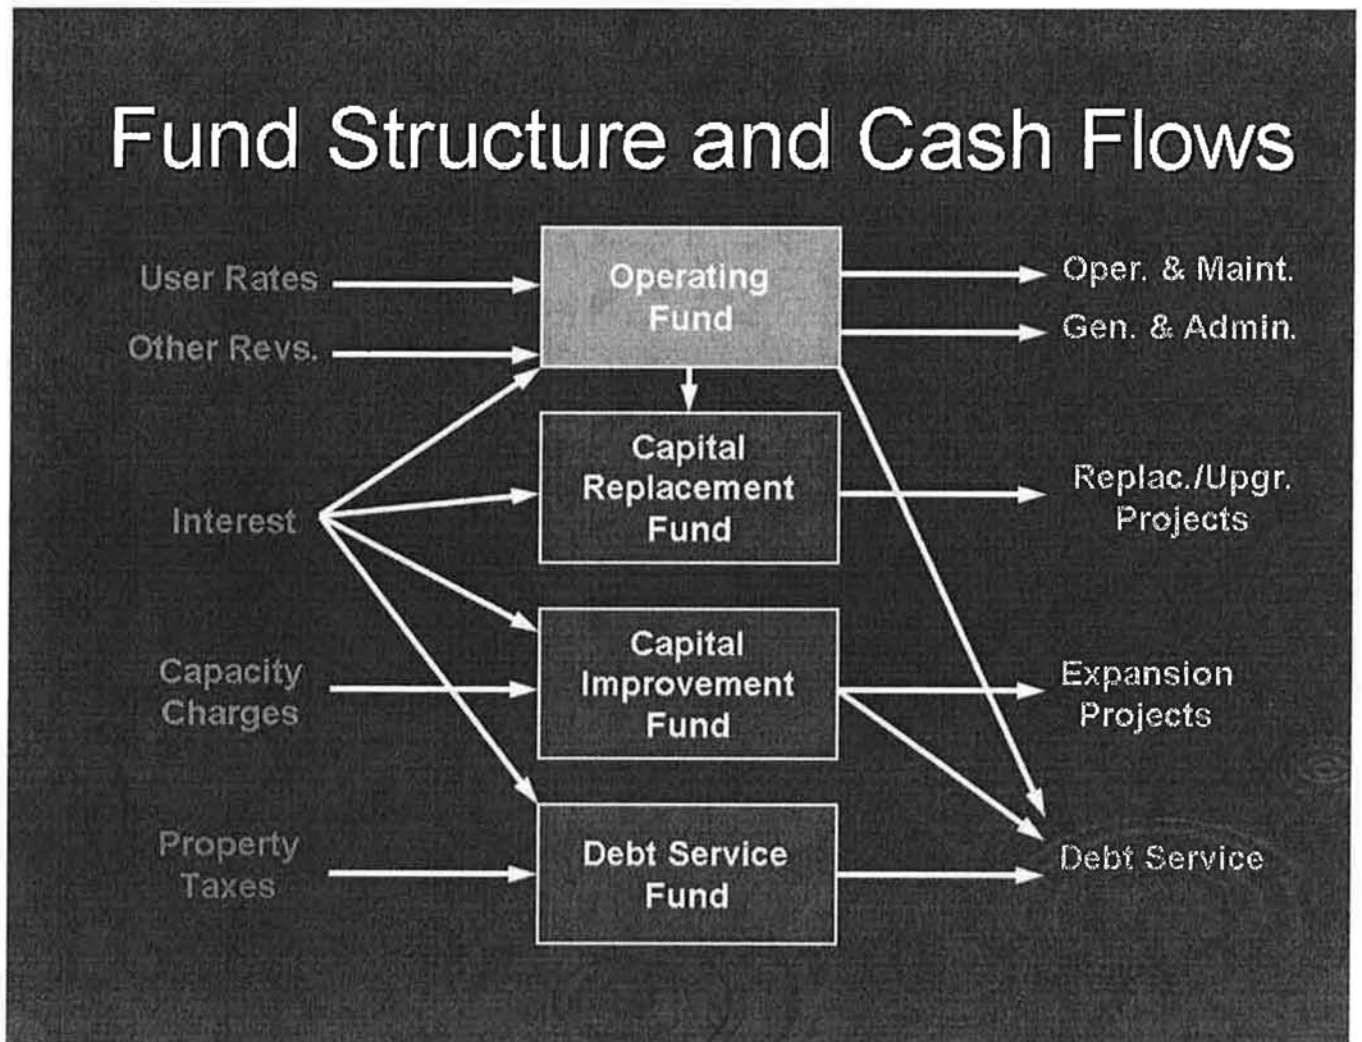 Fund Structure and Cash Flows
User Rates
Other Revs.
Interest
Capacity
Charges
Property
Taxes
Operating
Fund
Capital
Replacement
Fund
Capital
Improvement
Fund
Debt Service
Fund
Oper. & Maint.
Gen. & Admin.
Replac./Upgr.
Projects
Expansion
Projects
Debt Service